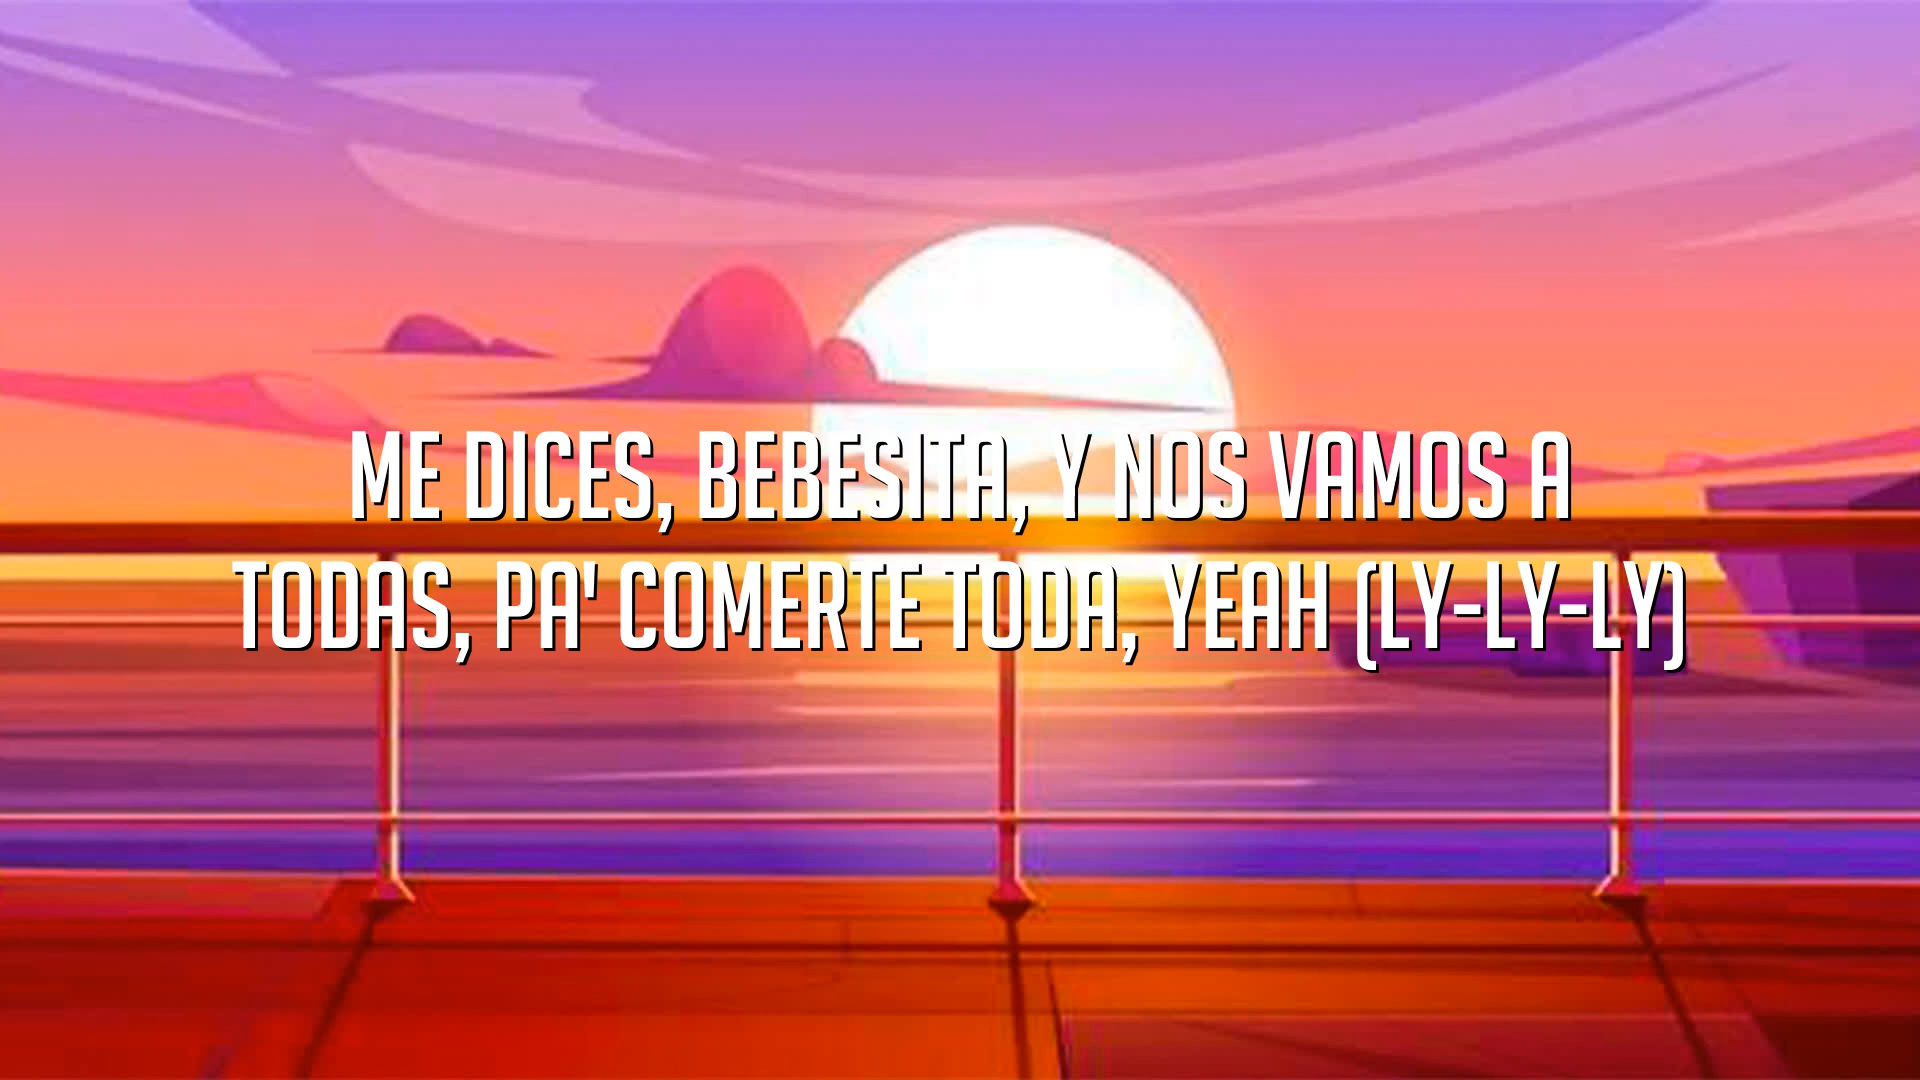 ME DICES, BEBESITA, Y NOS VAMOS A
TODAS, PA' COMERTE TODA, YEAH (LY-LY-LY)